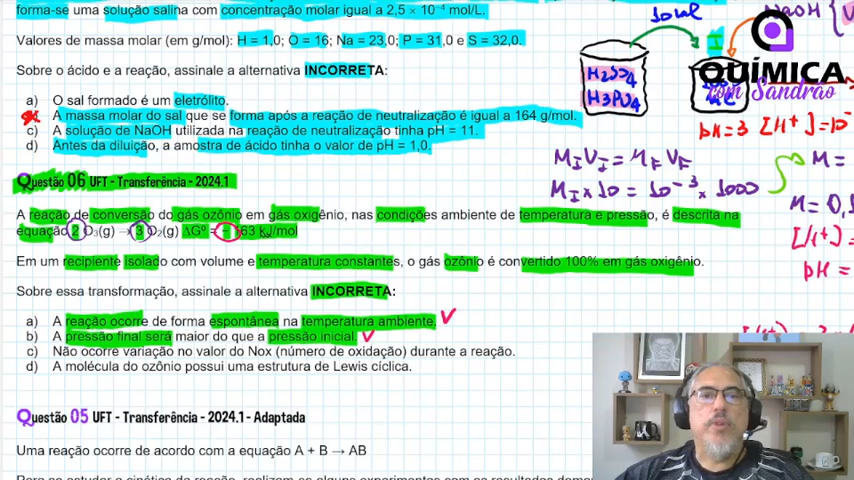 forma-se uma solução salina com concentração molar igual a 2,5 × 10⁻⁴ mol/L.
Valores de massa molar (em g/mol): H = 1,0; O = 16; Na = 23,0; P = 31,0 e S = 32,0.
Sobre o ácido e a reação, assinale a alternativa INCORRETA:
a) O sal formado é um eletrólito.
A massa molar do sal que se forma após a reação de neutralização é igual a 164 g/mol.
c) A solução de NaOH utilizada na reação de neutralização tinha pH = 11.
d) Antes da diluição, a amostra de ácido tinha o valor de pH = 1,0.
10ml
NaOH
H2SO4
H3PO4
QUÍMICA
com Sandrão
pH=3 [H+]=10⁻
MI VI = MF VF
MI × 10 = 10⁻³ × 1000
M =
M = 0,
[H+] =
pH =
Questão 06 UFT - Transferência - 2024.1
A reação de conversão do gás ozônio em gás oxigênio, nas condições ambiente de temperatura e pressão, é descrita na
equação 2 O₃(g) → 3 O₂(g) ΔGº = - 163 kJ/mol
Em um recipiente isolado com volume e temperatura constantes, o gás ozônio é convertido 100% em gás oxigênio.
Sobre essa transformação, assinale a alternativa INCORRETA:
a) A reação ocorre de forma espontânea na temperatura ambiente.
b) A pressão final será maior do que a pressão inicial.
c) Não ocorre variação no valor do Nox (número de oxidação) durante a reação.
d) A molécula do ozônio possui uma estrutura de Lewis cíclica.
Questão 05 UFT - Transferência - 2024.1 - Adaptada
Uma reação ocorre de acordo com a equação A + B → AB